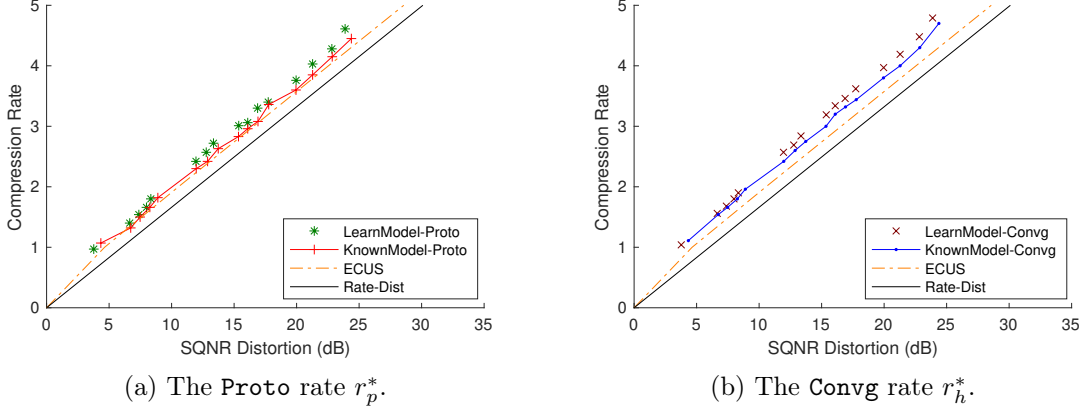 5
4
3
2
1
0
Compression Rate
LearnModel-Proto
KnownModel-Proto
ECUS
Rate-Dist
0 5 10 15 20 25 30 35
SQNR Distortion (dB)
(a) The Proto rate r*p.
5
4
3
2
1
0
Compression Rate
LearnModel-Convg
KnownModel-Convg
ECUS
Rate-Dist
0 5 10 15 20 25 30 35
SQNR Distortion (dB)
(b) The Convg rate r*h.